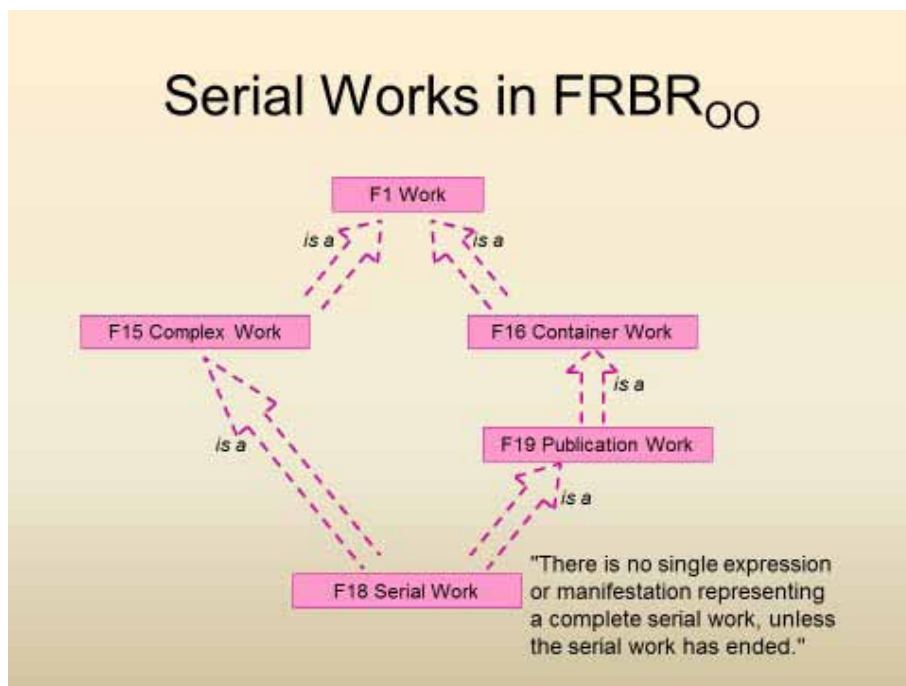 Serial Works in FRBROO
F1 Work
is a
is a
F15 Complex Work
F16 Container Work
is a
is a
F19 Publication Work
is a
F18 Serial Work
"There is no single expression
or manifestation representing
a complete serial work, unless
the serial work has ended."